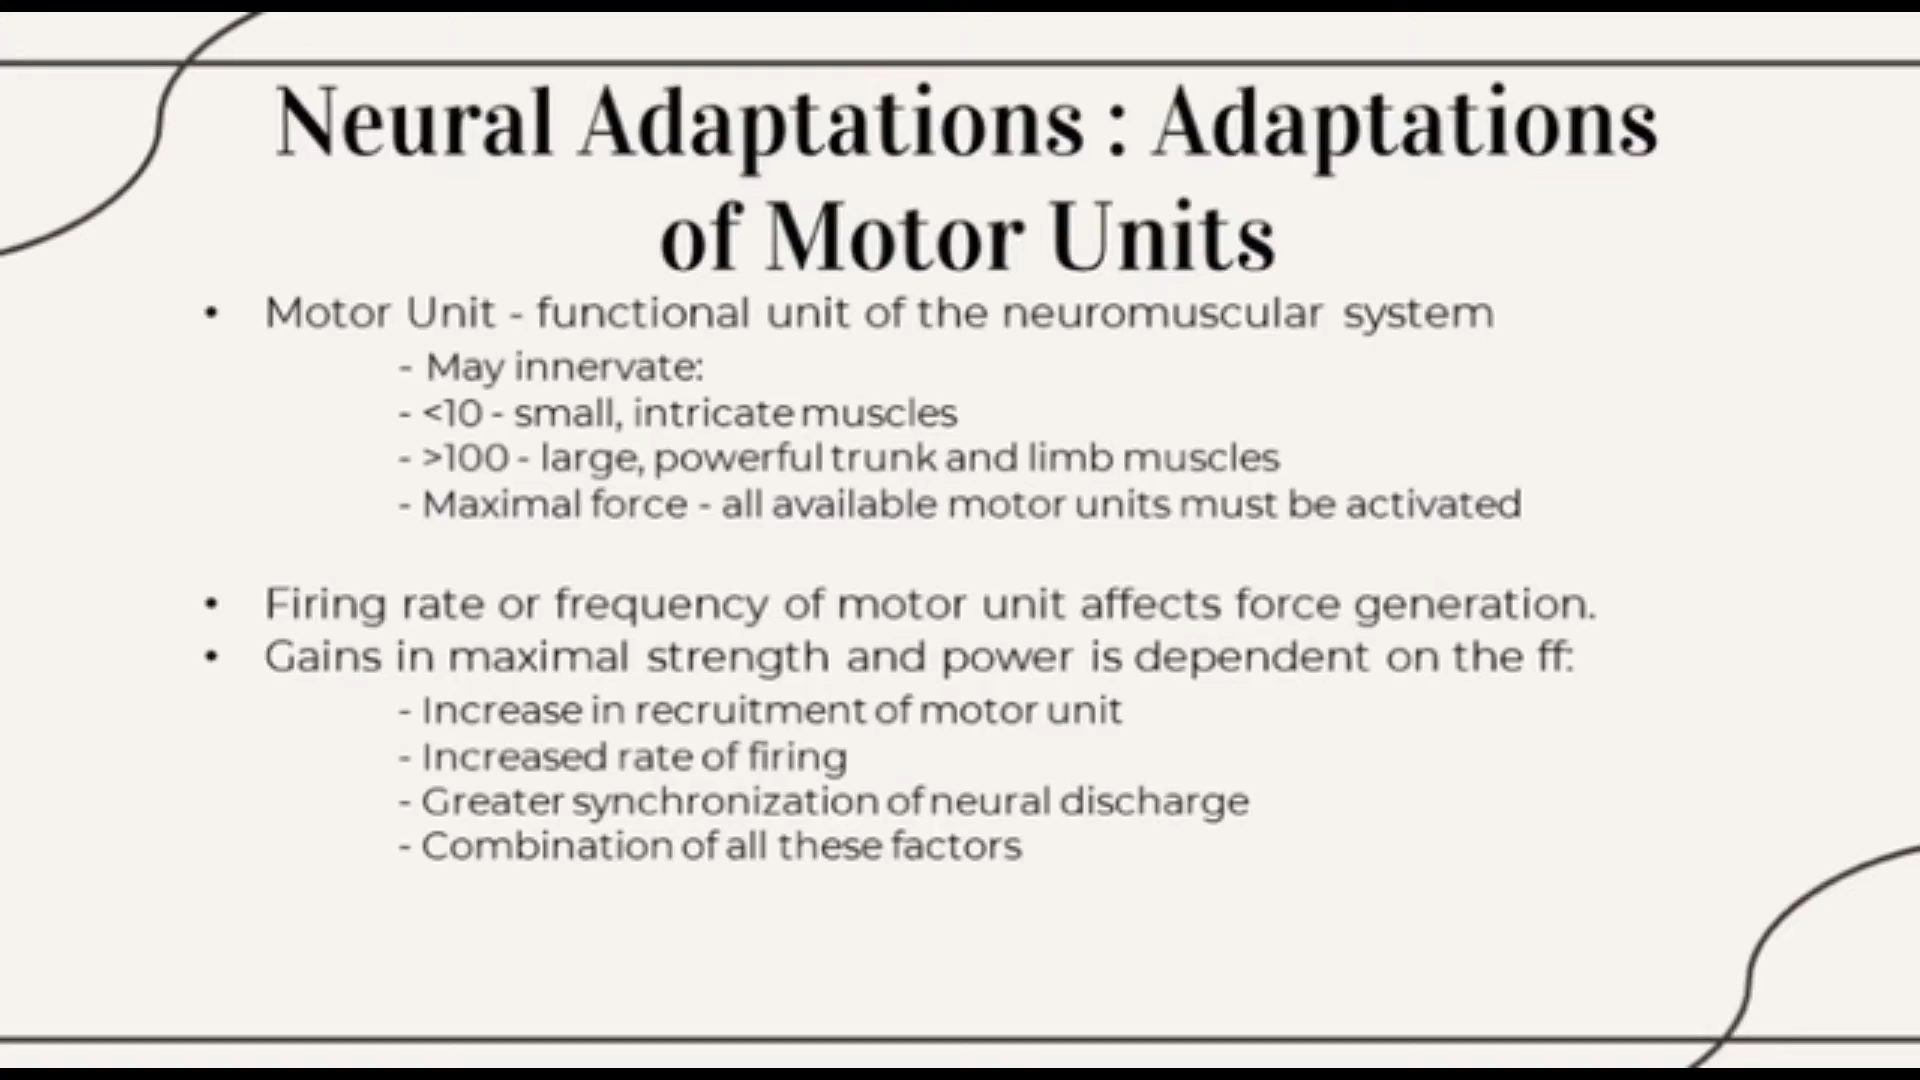 Neural Adaptations : Adaptations
of Motor Units
• Motor Unit - functional unit of the neuromuscular system
- May innervate:
- <10 - small, intricate muscles
- >100 - large, powerful trunk and limb muscles
- Maximal force - all available motor units must be activated
• Firing rate or frequency of motor unit affects force generation.
• Gains in maximal strength and power is dependent on the ff:
- Increase in recruitment of motor unit
- Increased rate of firing
- Greater synchronization of neural discharge
- Combination of all these factors